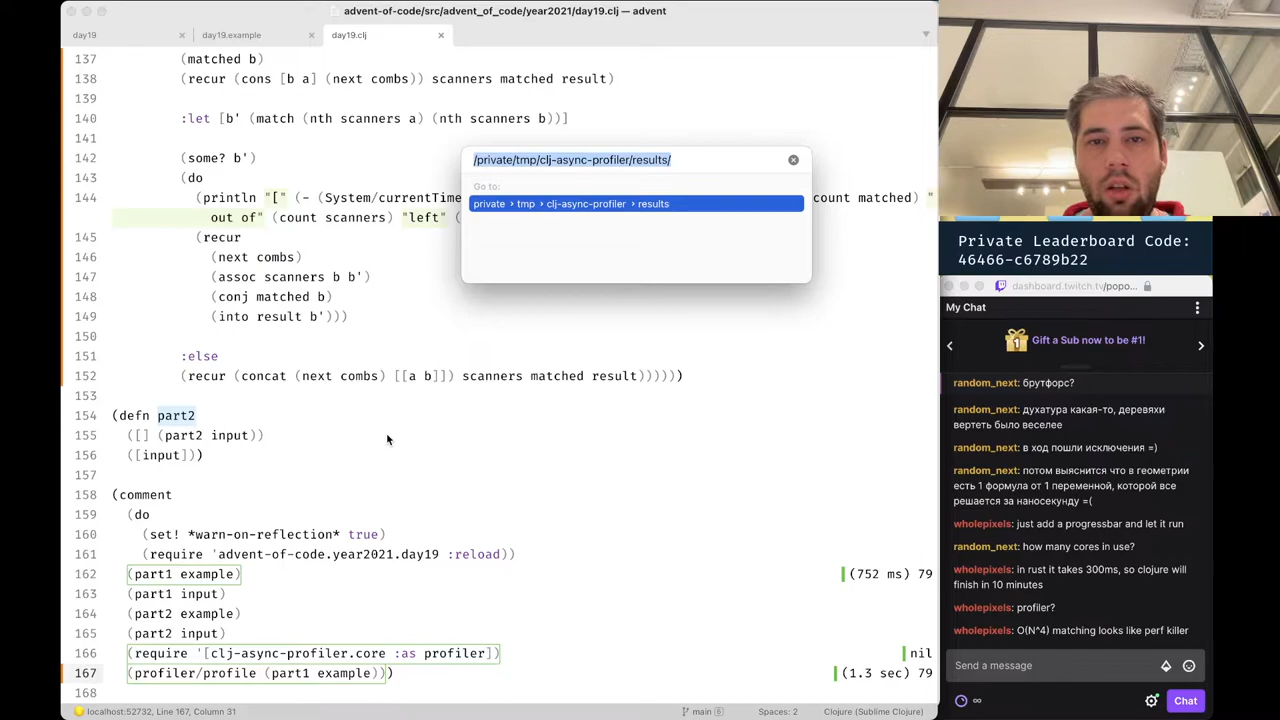 advent-of-code/src/advent_of_code/year2021/day19.clj — advent
day19
day19.example
day19.clj
137 (matched b)
138 (recur (cons [b a] (next combs)) scanners matched result)
139
140 :let [b' (match (nth scanners a) (nth scanners b))]
141
142 (some? b')
143 (do
144 (println "[" (- (System/currentTime count matched) "
out of" (count scanners) "left" (
145 (recur
146 (next combs)
147 (assoc scanners b b')
148 (conj matched b)
149 (into result b')))
150
151 :else
152 (recur (concat (next combs) [[a b]]) scanners matched result)))))
153
154 (defn part2
155 ([] (part2 input))
156 ([input]))
157
158 (comment
159 (do
160 (set! *warn-on-reflection* true)
161 (require 'advent-of-code.year2021.day19 :reload))
162 (part1 example) (752 ms) 79
163 (part1 input)
164 (part2 example)
165 (part2 input)
(require '[clj-async-profiler.core :as profiler]) nil
167 (profiler/profile (part1 example))) (1.3 sec) 79
168
localhost:52732, Line 167, Column 31
main 6
Spaces: 2
Clojure (Sublime Clojure)
/private/tmp/clj-async-profiler/results/
Go to:
private › tmp › clj-async-profiler › results
Private Leaderboard Code:
46466-c6789b22
dashboard.twitch.tv/popo...
My Chat
1
Gift a Sub now to be #1!
random_next: брутфорс?
random_next: духатура какая-то, деревяхи
вертеть было веселее
random_next: в ход пошли исключения =)
random_next: потом выяснится что в геометрии
есть 1 формула от 1 переменной, которой все
решается за наносекунду =(
wholepixels: just add a progressbar and let it run
random_next: how many cores in use?
wholepixels: in rust it takes 300ms, so clojure will
finish in 10 minutes
wholepixels: profiler?
wholepixels: O(N^4) matching looks like perf killer
Send a message
∞
Chat